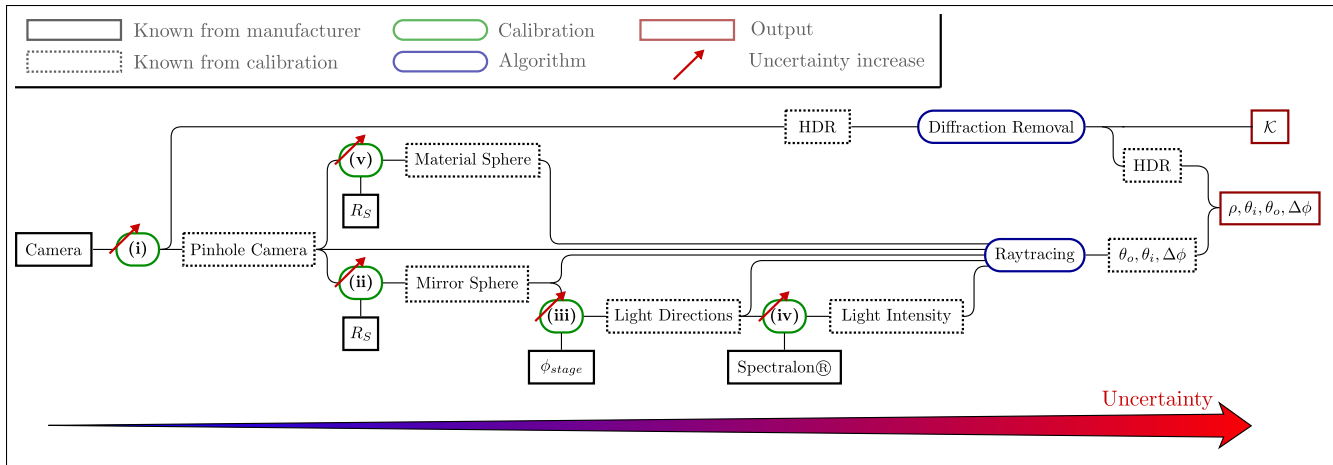 Known from manufacturer
Calibration
Output
Known from calibration
Algorithm
Uncertainty increase
HDR
Diffraction Removal
𝒦
(v)
Material Sphere
HDR
R_S
ρ, θ_i, θ_o, Δϕ
Camera
(i)
Pinhole Camera
Raytracing
θ_o, θ_i, Δϕ
(ii)
Mirror Sphere
(iii)
Light Directions
(iv)
Light Intensity
R_S
ϕ_stage
Spectralon®
Uncertainty